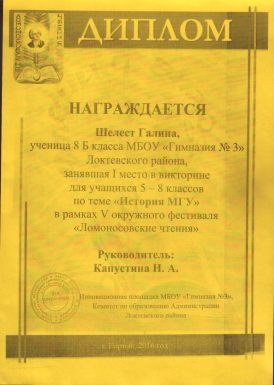 ДИПЛОМ
НАГРАЖДАЕТСЯ
Шелест Галина,
ученица 8 Б класса МБОУ «Гимназия № 3»
Локтевского района,
занявшая I место в викторине
для учащихся 5 – 8 классов
по теме «История МГУ»
в рамках V окружного фестиваля
«Ломоносовские чтения»
Руководитель:
Капустина Н. А.
Инновационная площадка МБОУ «Гимназия №3»,
Комитет по образованию Администрации
Локтевского района
г. Горняк, 2016 год